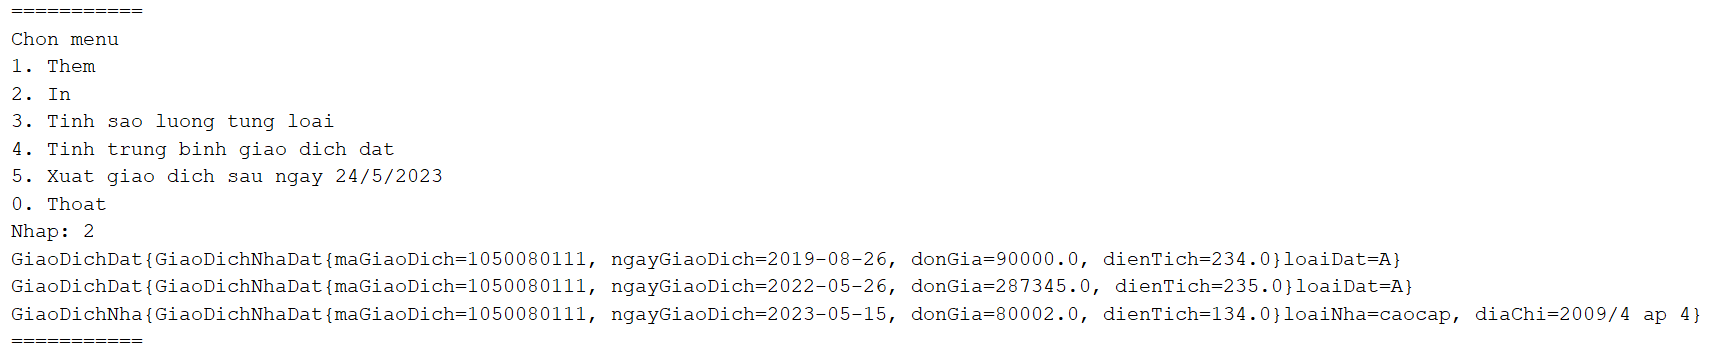 ===========
Chon menu
1. Them
2. In
3. Tinh sao luong tung loai
4. Tinh trung binh giao dich dat
5. Xuat giao dich sau ngay 24/5/2023
0. Thoat
Nhap: 2
GiaoDichDat{GiaoDichNhaDat{maGiaoDich=1050080111, ngayGiaoDich=2019-08-26, donGia=90000.0, dienTich=234.0}loaiDat=A}
GiaoDichDat{GiaoDichNhaDat{maGiaoDich=1050080111, ngayGiaoDich=2022-05-26, donGia=287345.0, dienTich=235.0}loaiDat=A}
GiaoDichNha{GiaoDichNhaDat{maGiaoDich=1050080111, ngayGiaoDich=2023-05-15, donGia=80002.0, dienTich=134.0}loaiNha=caocap, diaChi=2009/4 ap 4}
===========